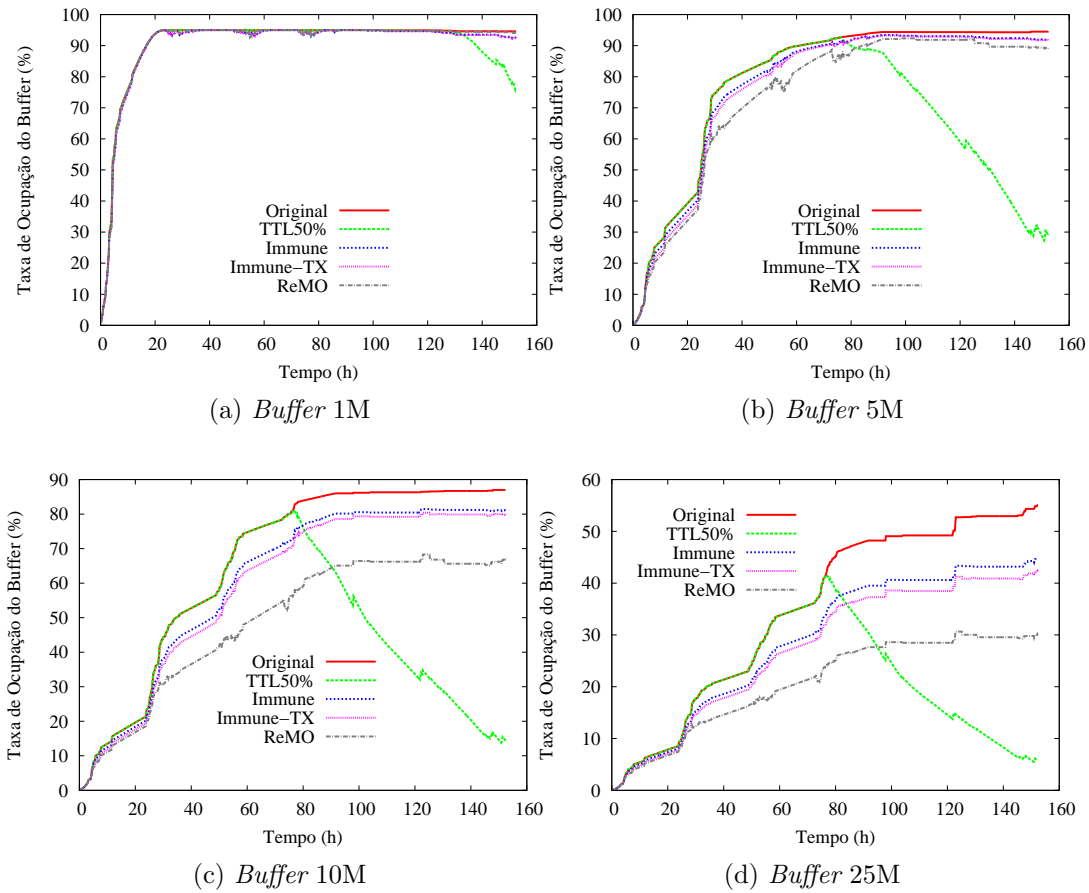 Taxa de Ocupação do Buffer (%)
100
90
80
70
60
50
40
30
20
10
0
Original
TTL50%
Immune
Immune−TX
ReMO
0 20 40 60 80 100 120 140 160
Tempo (h)
(a) Buffer 1M
Taxa de Ocupação do Buffer (%)
100
90
80
70
60
50
40
30
20
10
0
Original
TTL50%
Immune
Immune−TX
ReMO
0 20 40 60 80 100 120 140 160
Tempo (h)
(b) Buffer 5M
Taxa de Ocupação do Buffer (%)
90
80
70
60
50
40
30
20
10
0
Original
TTL50%
Immune
Immune−TX
ReMO
0 20 40 60 80 100 120 140 160
Tempo (h)
(c) Buffer 10M
Taxa de Ocupação do Buffer (%)
60
50
40
30
20
10
0
Original
TTL50%
Immune
Immune−TX
ReMO
0 20 40 60 80 100 120 140 160
Tempo (h)
(d) Buffer 25M